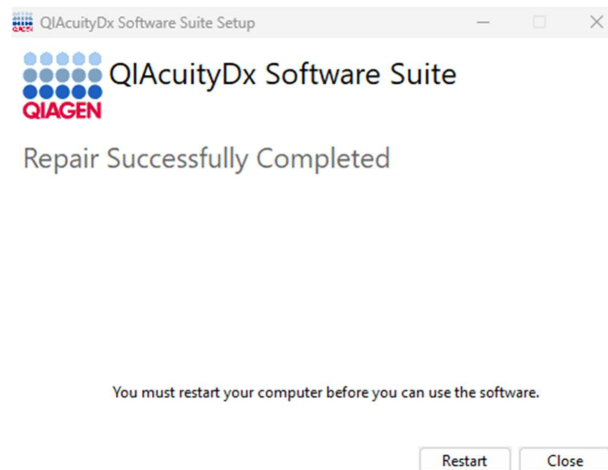 QIAcuityDx Software Suite Setup
QIAcuityDx Software Suite
QIAGEN
Repair Successfully Completed
You must restart your computer before you can use the software.
Restart Close